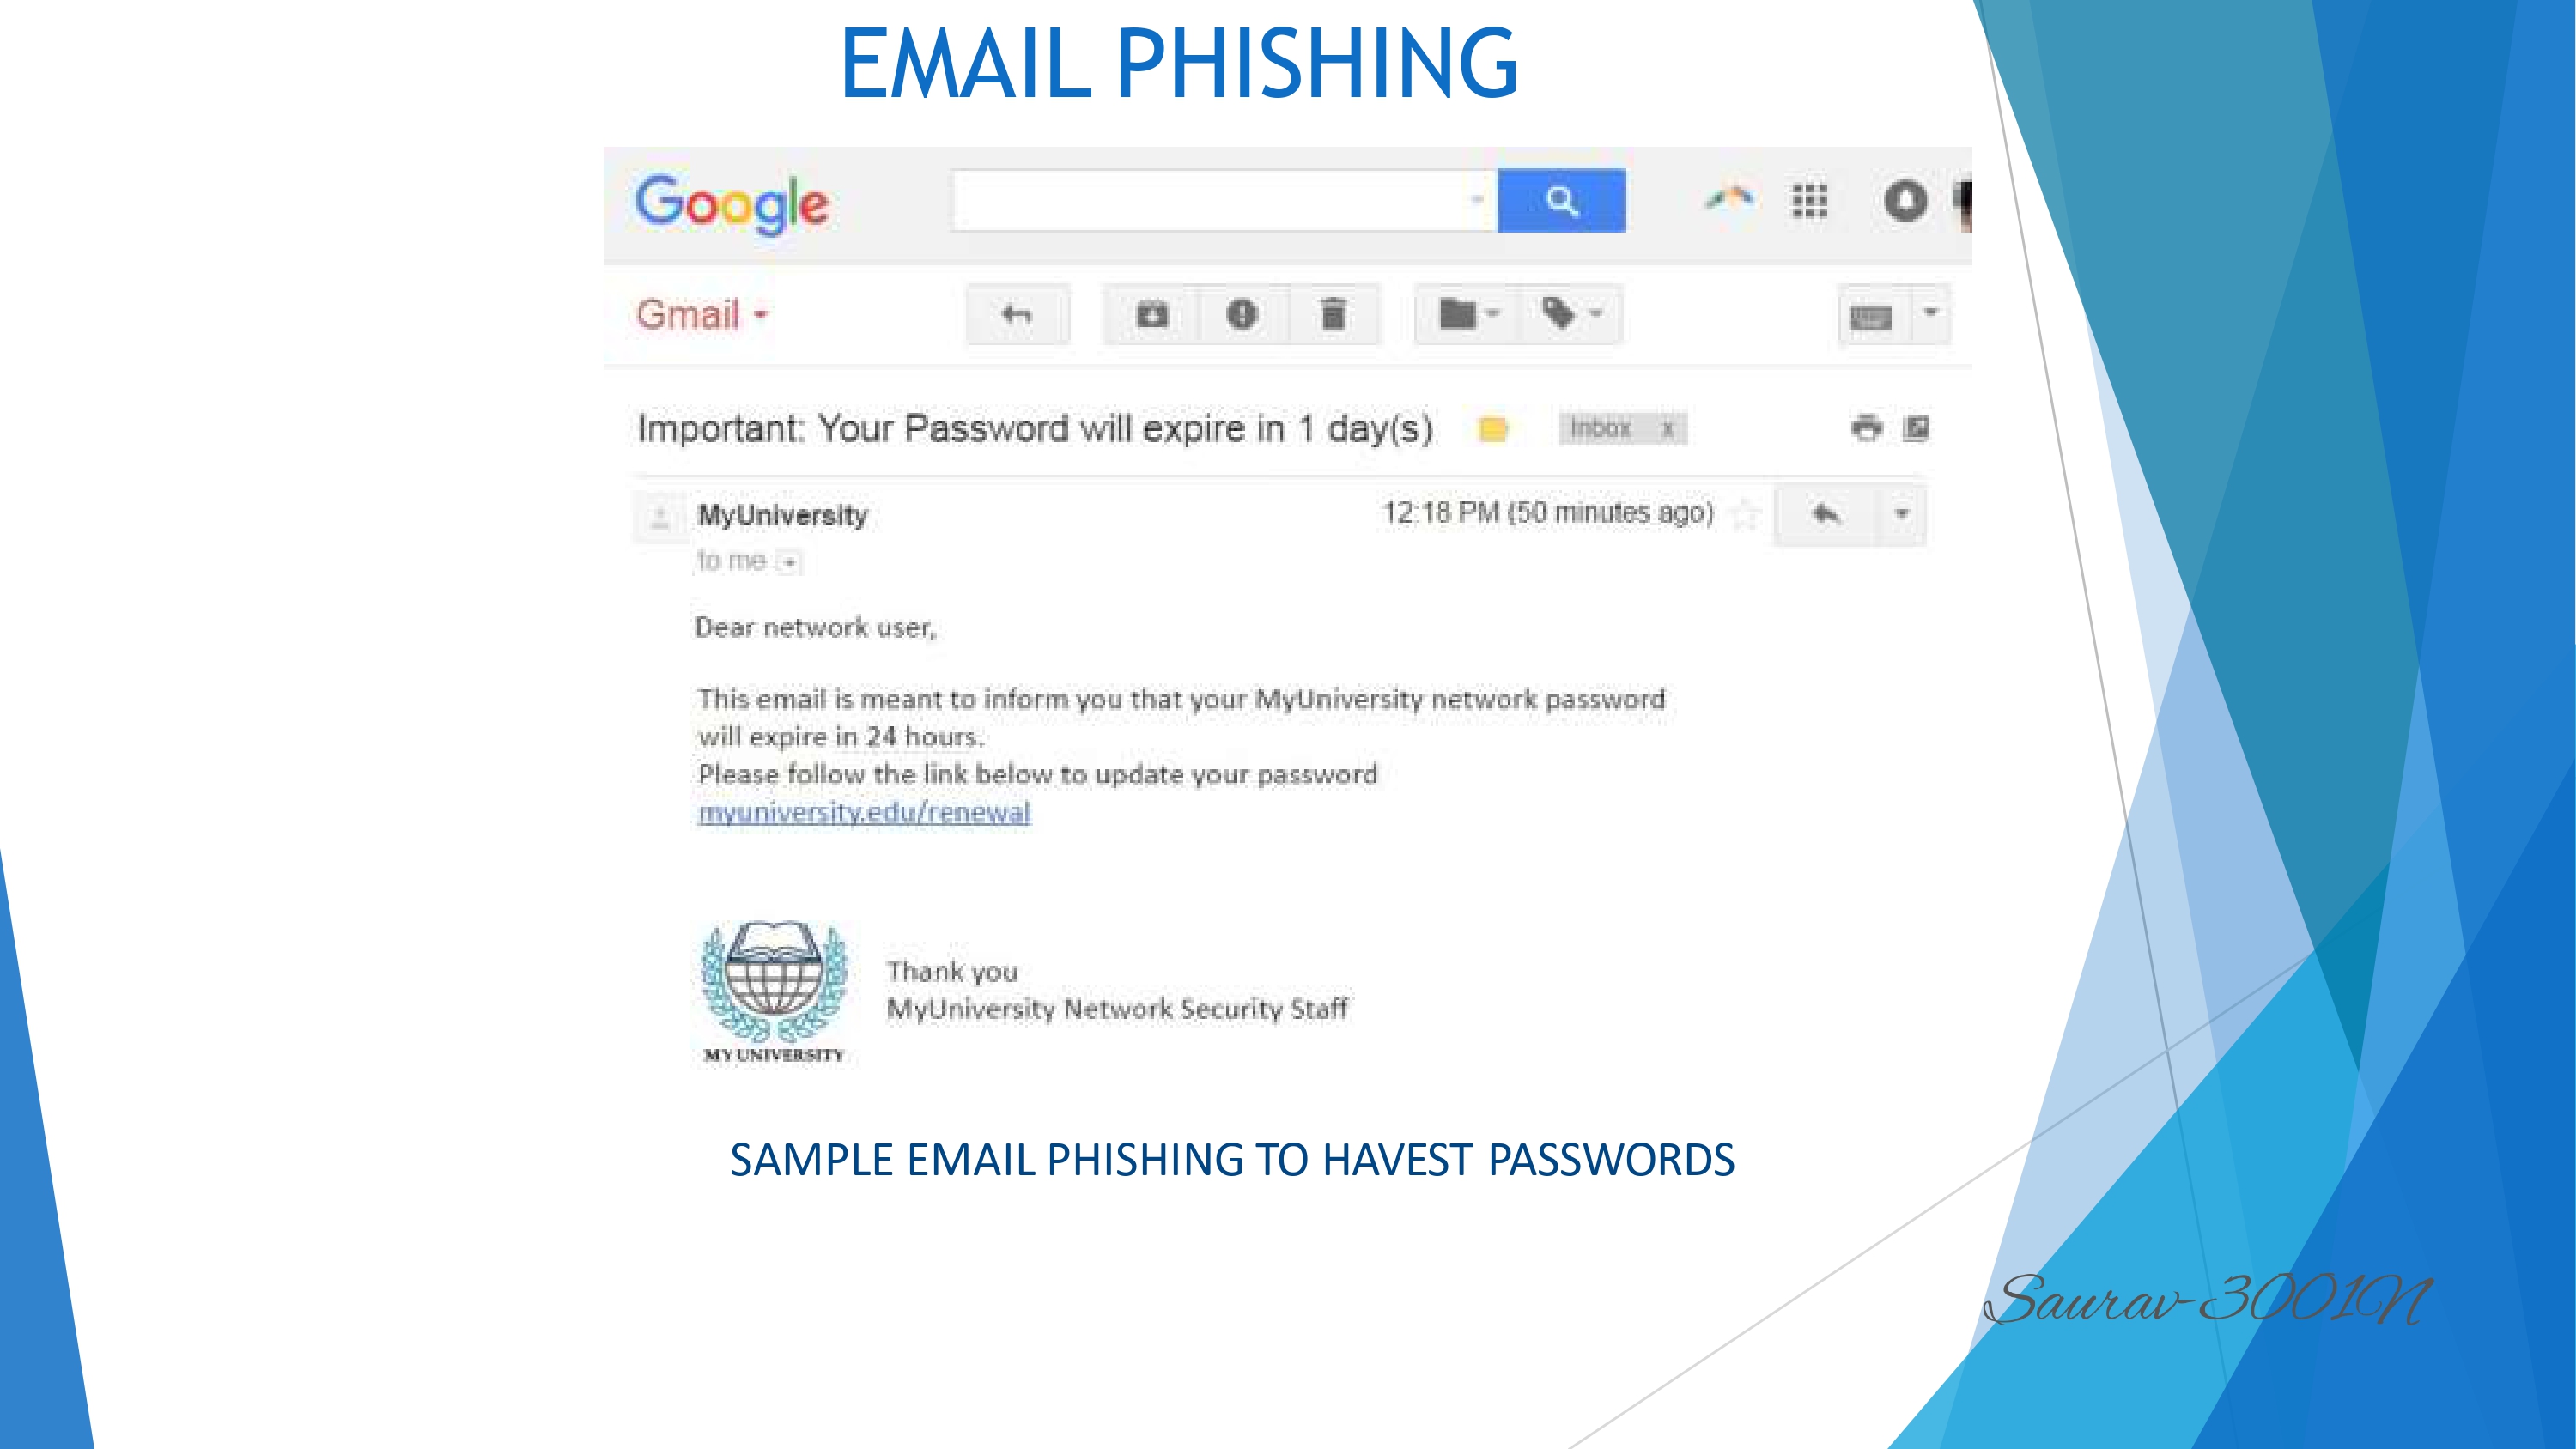 EMAIL PHISHING
Google
Gmail
Important: Your Password will expire in 1 day(s) Inbox x
MyUniversity 12:18 PM (50 minutes ago)
to me
Dear network user,
This email is meant to inform you that your MyUniversity network password
will expire in 24 hours.
Please follow the link below to update your password
myuniversity.edu/renewal
Thank you
MyUniversity Network Security Staff
MY UNIVERSITY
SAMPLE EMAIL PHISHING TO HAVEST PASSWORDS
Saurav-3001N